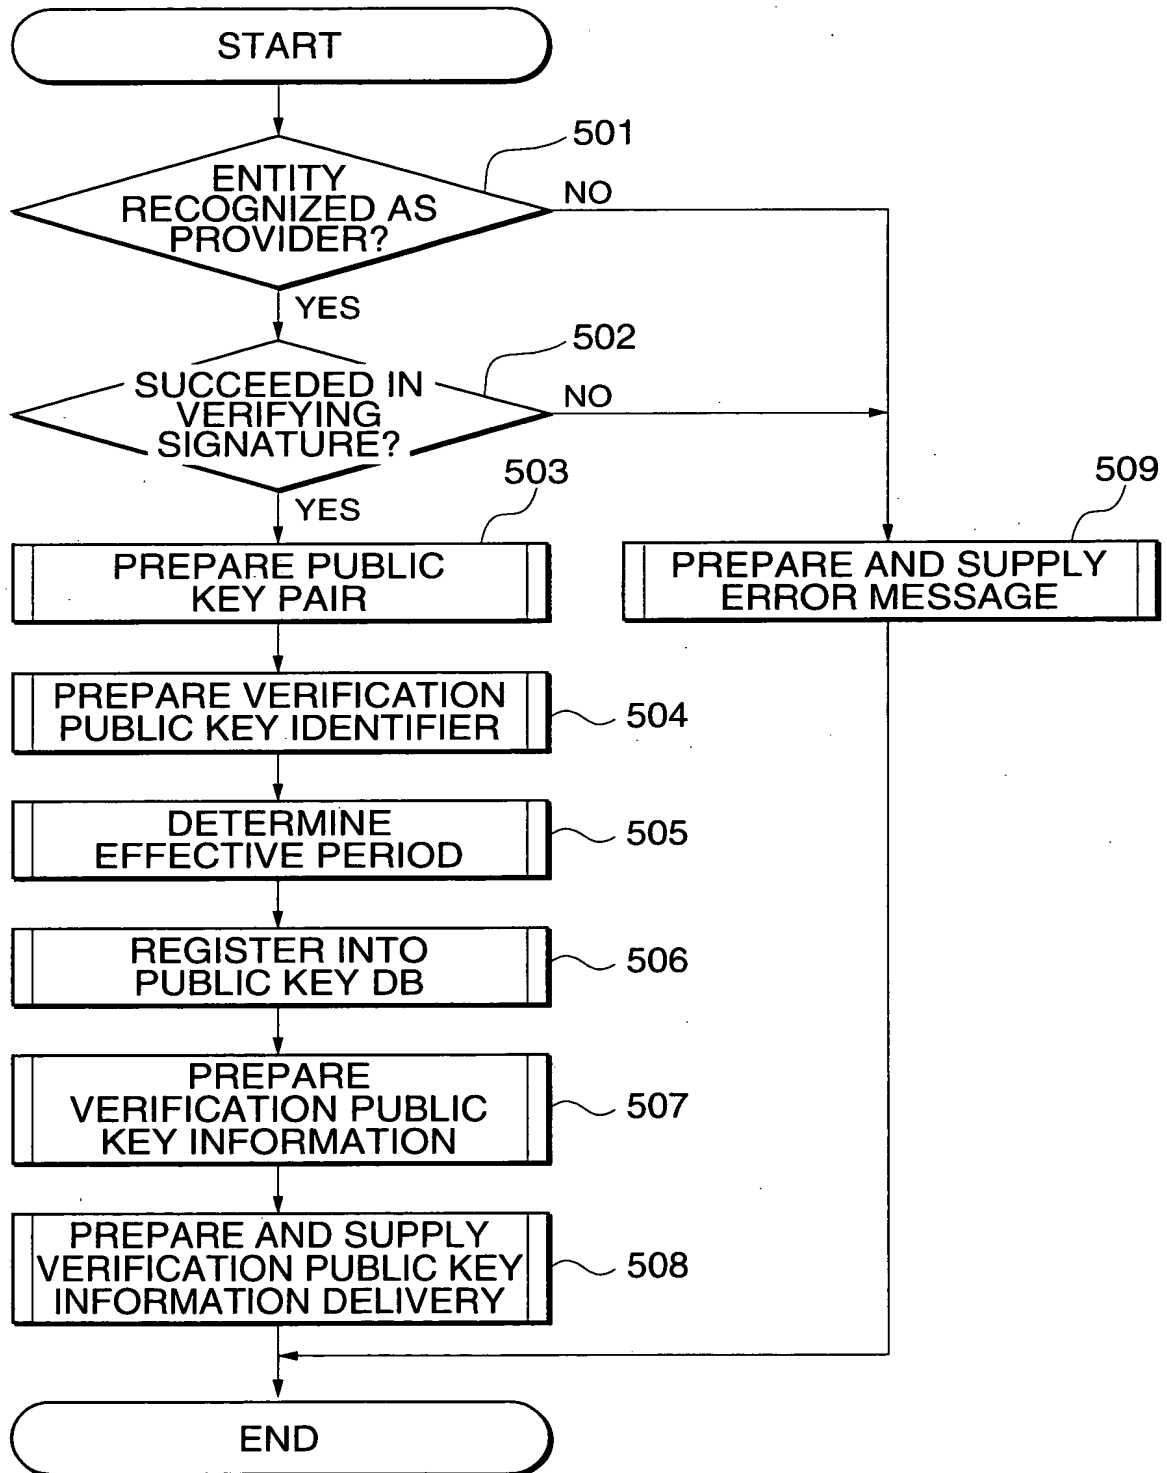 START
501
ENTITY
RECOGNIZED AS
PROVIDER?
NO
YES
502
SUCCEEDED IN
VERIFYING
SIGNATURE?
NO
YES
503
PREPARE PUBLIC
KEY PAIR
509
PREPARE AND SUPPLY
ERROR MESSAGE
PREPARE VERIFICATION
PUBLIC KEY IDENTIFIER
504
DETERMINE
EFFECTIVE PERIOD
505
REGISTER INTO
PUBLIC KEY DB
506
PREPARE
VERIFICATION PUBLIC
KEY INFORMATION
507
PREPARE AND SUPPLY
VERIFICATION PUBLIC KEY
INFORMATION DELIVERY
508
END